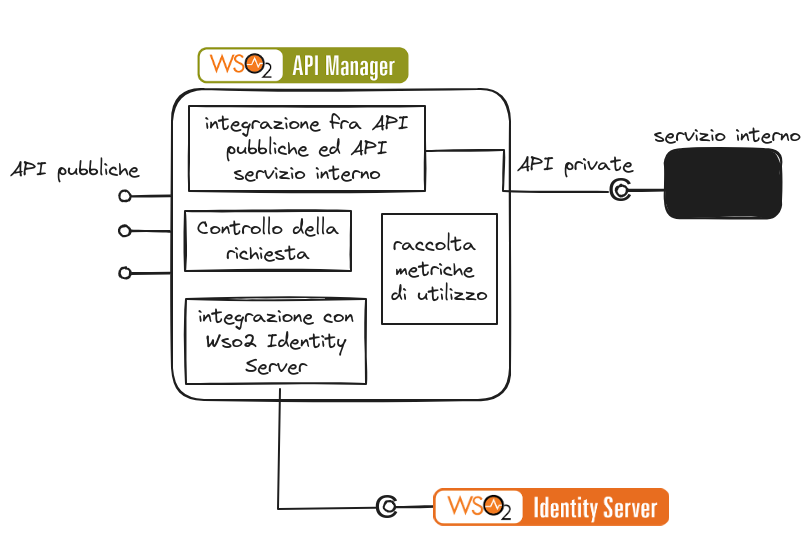 WSO2 API Manager
integrazione fra API
pubbliche ed API
servizio interno
API pubbliche
Controllo della
richiesta
raccolta
metriche
di utilizzo
integrazione con
Wso2 Identity
Server
API private
servizio interno
WSO2 Identity Server